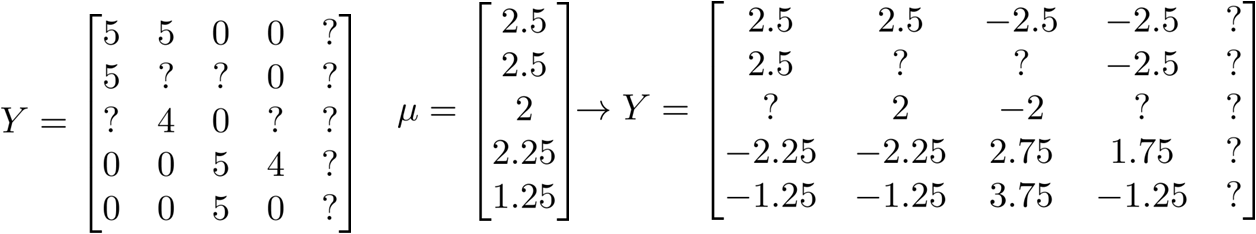 Y = [5 5 0 0 ?
5 ? ? 0 ?
? 4 0 ? ?
0 0 5 4 ?
0 0 5 0 ?]
μ = [2.5
2.5
2
2.25
1.25]
→ Y = [2.5 2.5 −2.5 −2.5 ?
2.5 ? ? −2.5 ?
? 2 −2 ? ?
−2.25 −2.25 2.75 1.75 ?
−1.25 −1.25 3.75 −1.25 ?]